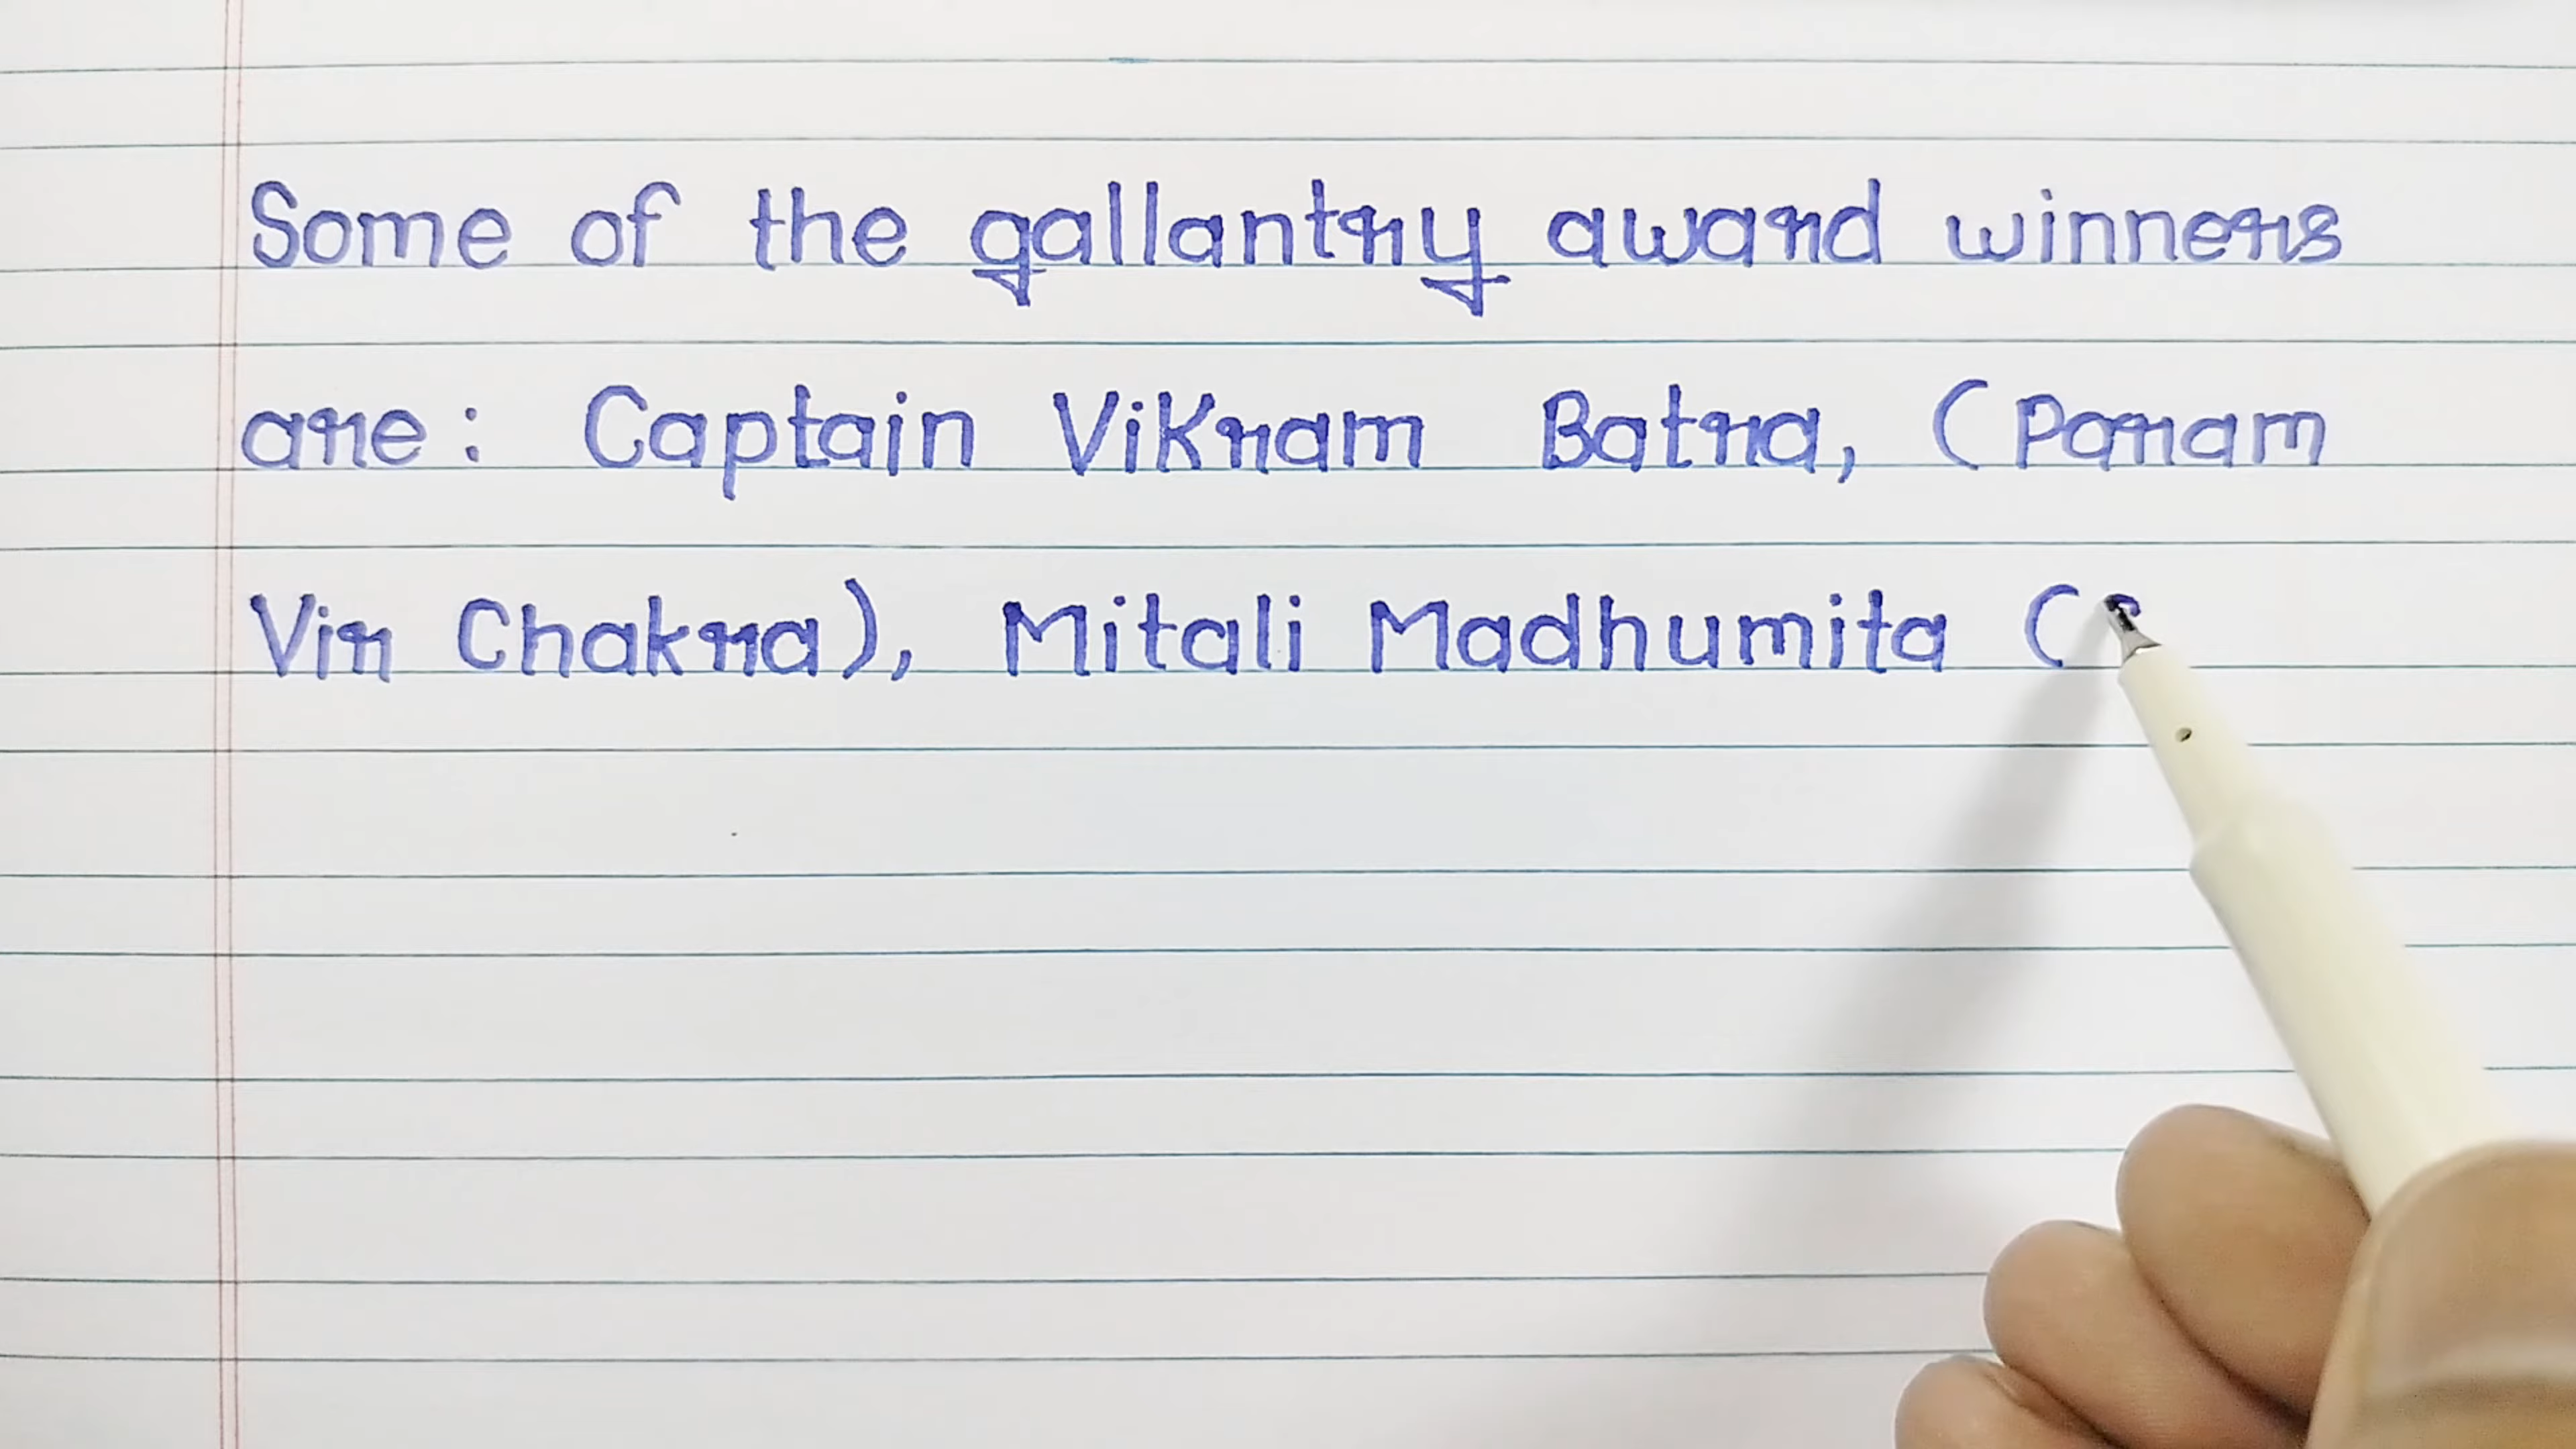 Some of the gallantry award winners
are: Captain Vikram Batra, (Param
Vir Chakra), Mitali Madhumita (